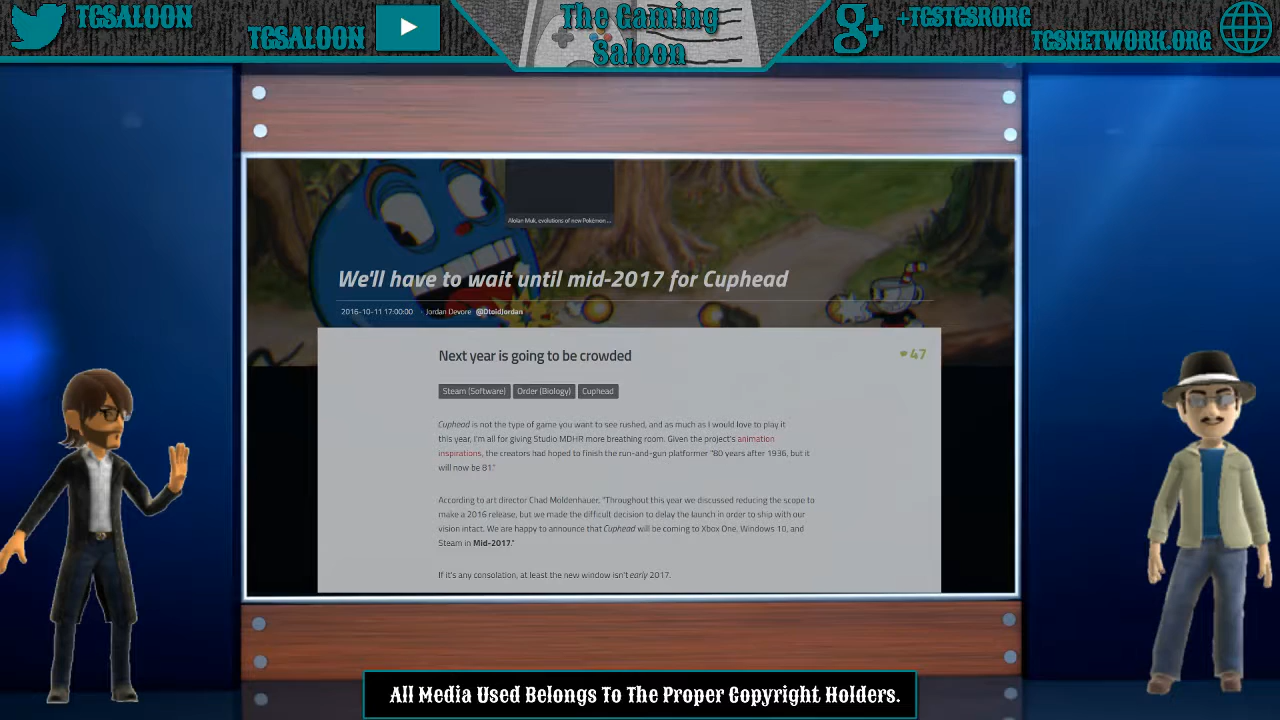 TGSALOON
TGSALOON
The Gaming
Saloon
+TGSTGSRORG
TGSNETWORK.ORG
Alolan Muk, evolutions of new Pokémon ...
We'll have to wait until mid-2017 for Cuphead
2016-10-11 17:00:00 · Jordan Devore @DtoidJordan
Next year is going to be crowded
47
Steam (Software) Order (Biology) Cuphead
Cuphead is not the type of game you want to see rushed, and as much as I would love to play it
this year, I'm all for giving Studio MDHR more breathing room. Given the project's animation
inspirations, the creators had hoped to finish the run-and-gun platformer "80 years after 1936, but it
will now be 81."
According to art director Chad Moldenhauer, "Throughout this year we discussed reducing the scope to
make a 2016 release, but we made the difficult decision to delay the launch in order to ship with our
vision intact. We are happy to announce that Cuphead will be coming to Xbox One, Windows 10, and
Steam in Mid-2017."
If it's any consolation, at least the new window isn't early 2017.
All Media Used Belongs To The Proper Copyright Holders.